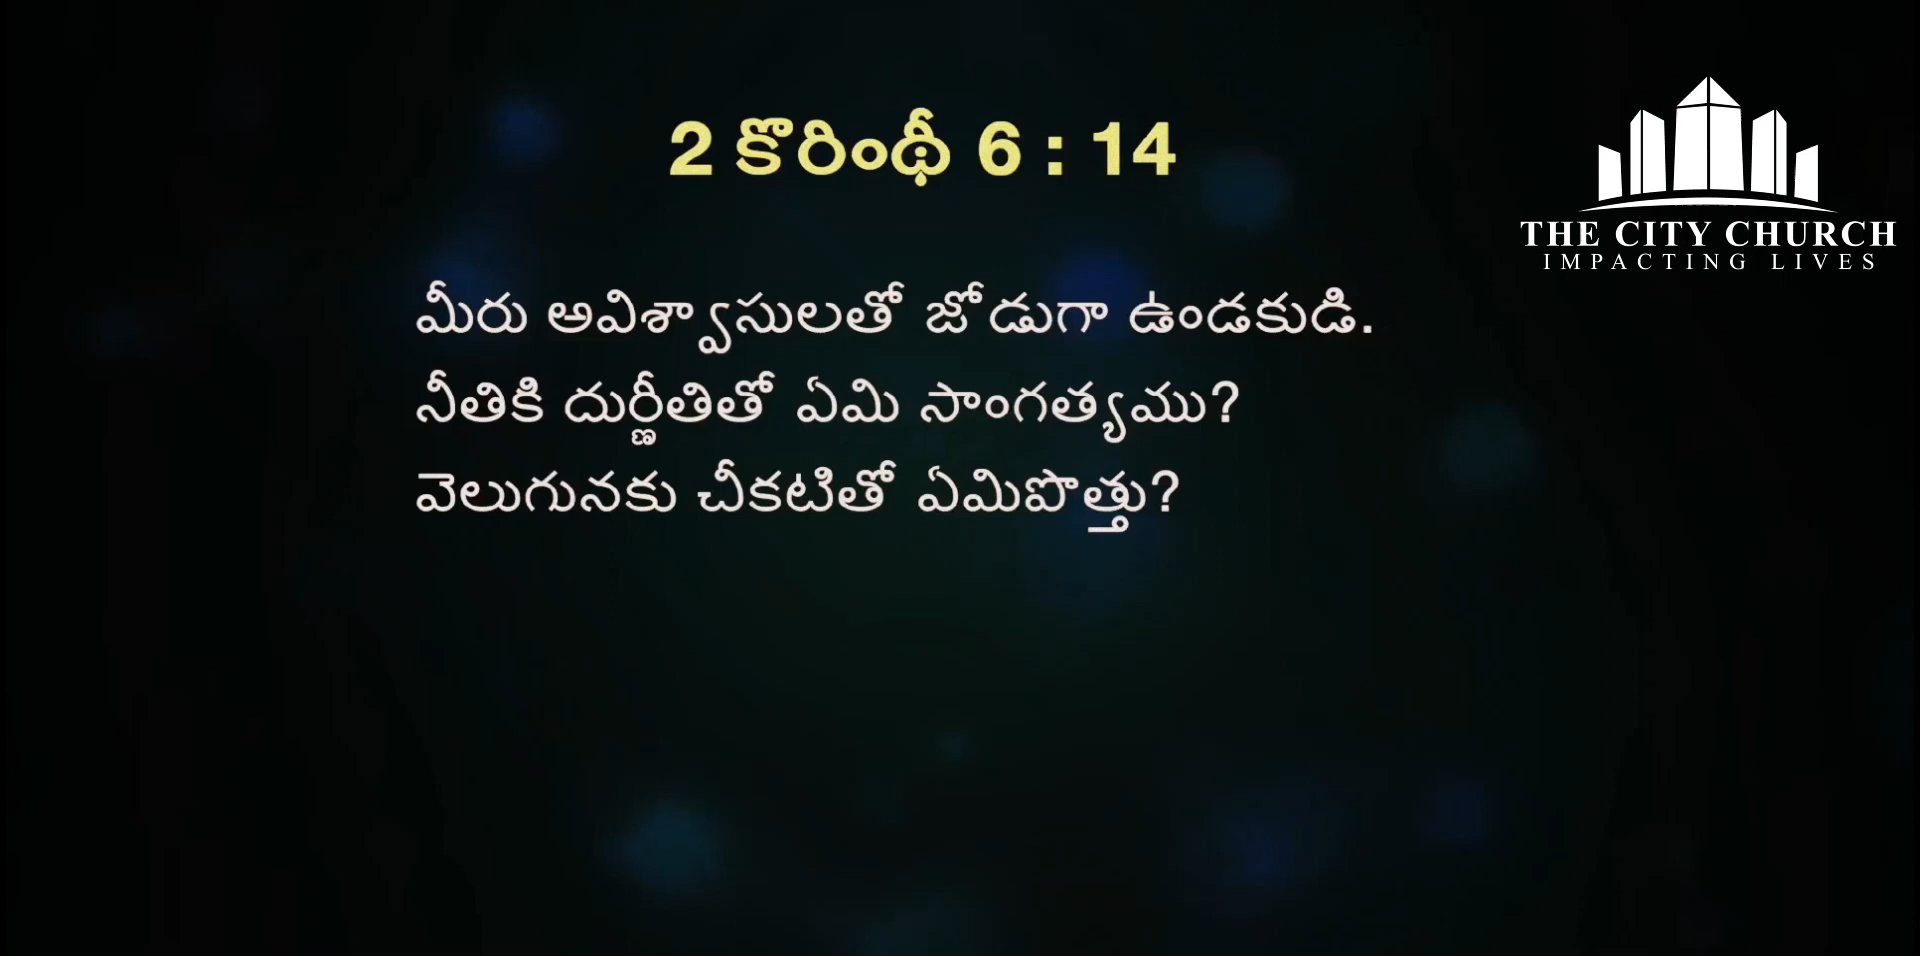 2 కొరింథీ 6 : 14
THE CITY CHURCH
IMPACTING LIVES
మీరు అవిశ్వాసులతో జోడుగా ఉండకుడి.
నీతికి దుర్ణీతితో ఏమి సాంగత్యము?
వెలుగునకు చీకటితో ఏమిపొత్తు?